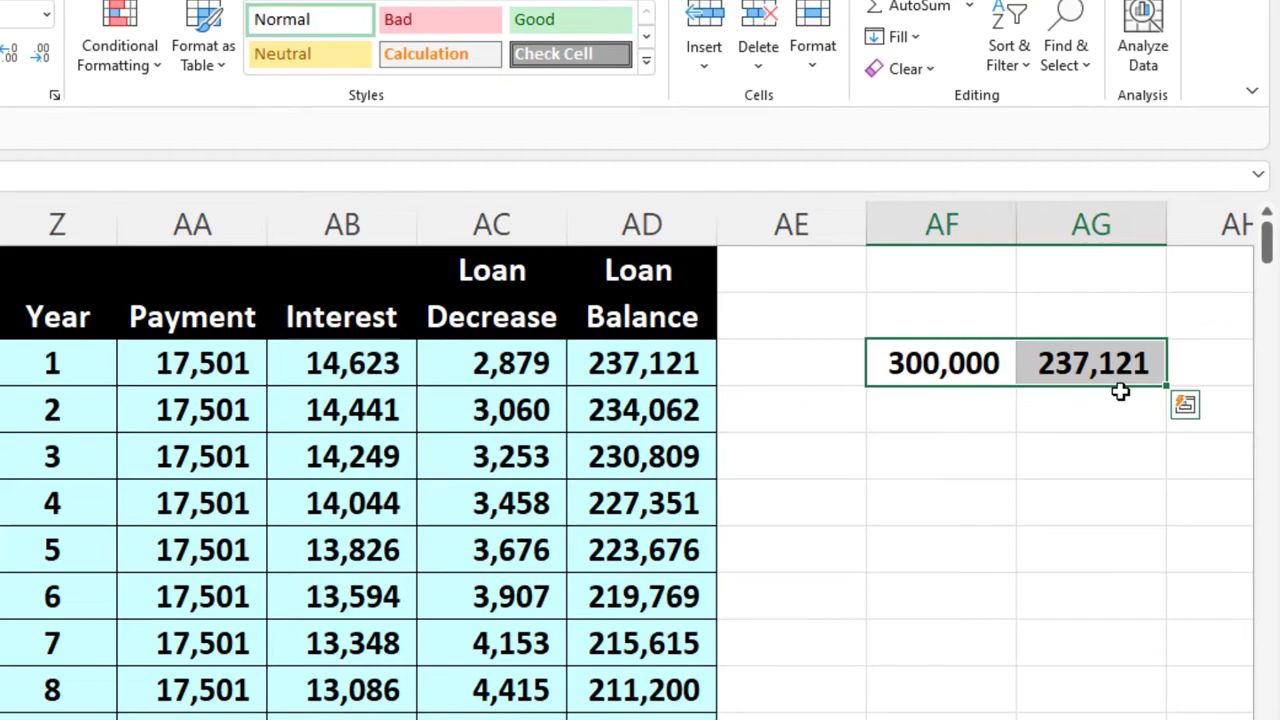 Normal Bad Good
Neutral Calculation Check Cell
Conditional Formatting
Format as Table
Styles
Insert Delete Format
Cells
AutoSum
Fill
Clear
Sort & Filter
Find & Select
Editing
Analyze Data
Analysis
Z AA AB AC AD AE AF AG AH
Year Payment Interest Loan Decrease Loan Balance
1 17,501 14,623 2,879 237,121 300,000 237,121
2 17,501 14,441 3,060 234,062
3 17,501 14,249 3,253 230,809
4 17,501 14,044 3,458 227,351
5 17,501 13,826 3,676 223,676
6 17,501 13,594 3,907 219,769
7 17,501 13,348 4,153 215,615
8 17,501 13,086 4,415 211,200